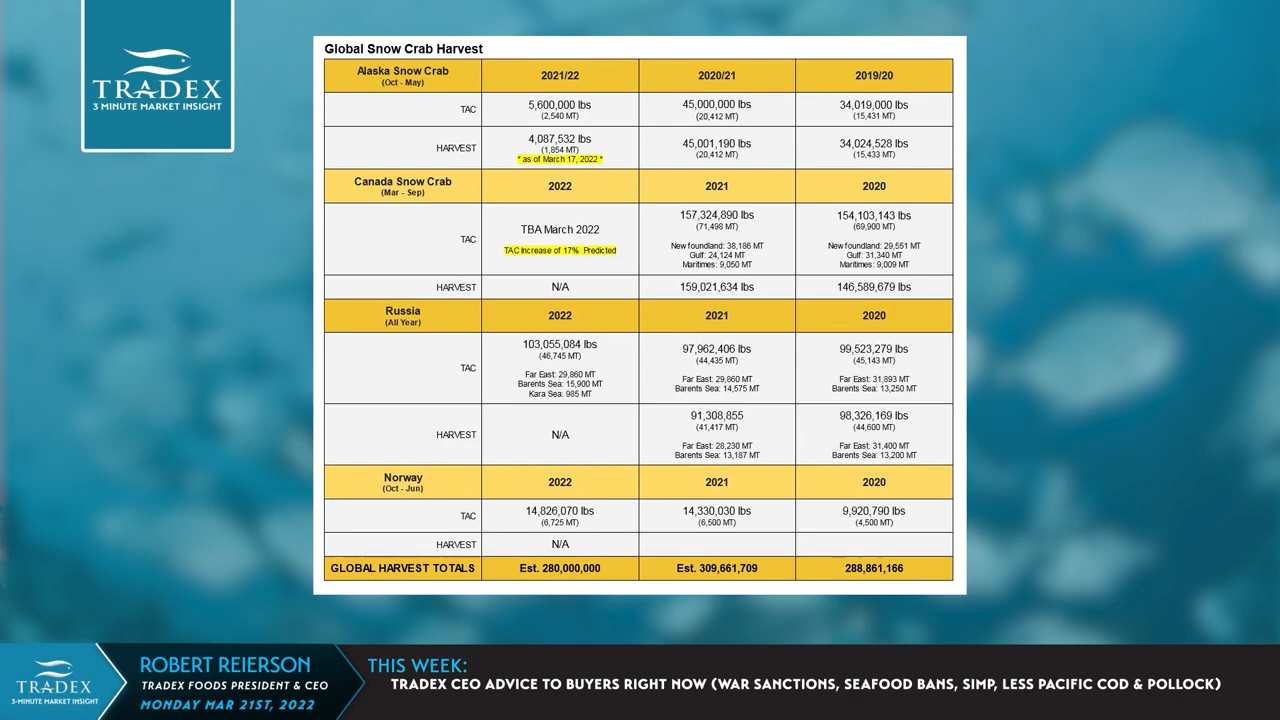 TRADEX
3 MINUTE MARKET INSIGHT
Global Snow Crab Harvest
Alaska Snow Crab
(Oct - May)
2021/22
2020/21
2019/20
TAC
5,600,000 lbs
(2,540 MT)
45,000,000 lbs
(20,412 MT)
34,019,000 lbs
(15,431 MT)
HARVEST
4,087,532 lbs
(1,854 MT)
* as of March 17, 2022 *
45,001,190 lbs
(20,412 MT)
34,024,528 lbs
(15,433 MT)
Canada Snow Crab
(Mar - Sep)
2022
2021
2020
TAC
TBA March 2022
TAC Increase of 17% Predicted
157,324,890 lbs
(71,498 MT)
Newfoundland: 38,186 MT
Gulf: 24,124 MT
Maritimes: 9,050 MT
154,103,143 lbs
(69,900 MT)
Newfoundland: 29,551 MT
Gulf: 31,340 MT
Maritimes: 9,009 MT
HARVEST
N/A
159,021,634 lbs
146,589,679 lbs
Russia
(All Year)
2022
2021
2020
TAC
103,055,084 lbs
(46,745 MT)
Far East: 29,860 MT
Barents Sea: 15,900 MT
Kara Sea: 985 MT
97,962,406 lbs
(44,435 MT)
Far East: 29,860 MT
Barents Sea: 14,575 MT
99,523,279 lbs
(45,143 MT)
Far East: 31,893 MT
Barents Sea: 13,250 MT
HARVEST
N/A
91,308,855
(41,417 MT)
Far East: 28,230 MT
Barents Sea: 13,187 MT
98,326,169 lbs
(44,600 MT)
Far East: 31,400 MT
Barents Sea: 13,200 MT
Norway
(Oct - Jun)
2022
2021
2020
TAC
14,826,070 lbs
(6,725 MT)
14,330,030 lbs
(6,500 MT)
9,920,790 lbs
(4,500 MT)
HARVEST
N/A
GLOBAL HARVEST TOTALS
Est. 280,000,000
Est. 309,661,709
288,861,166
TRADEX
3-MINUTE MARKET INSIGHT
ROBERT REIERSON
TRADEX FOODS PRESIDENT & CEO
MONDAY MAR 21ST, 2022
THIS WEEK:
TRADEX CEO ADVICE TO BUYERS RIGHT NOW (WAR SANCTIONS, SEAFOOD BANS, SIMP, LESS PACIFIC COD & POLLOCK)